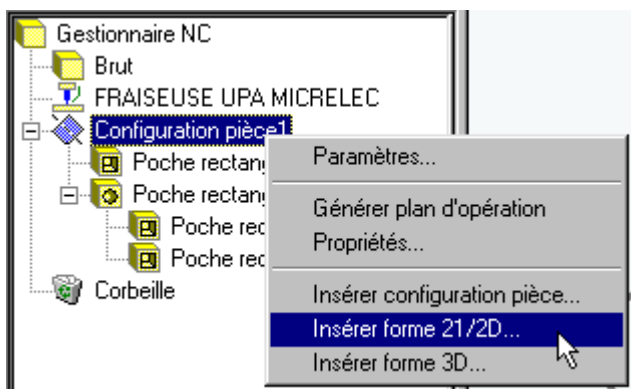 Gestionnaire NC
Brut
FRAISEUSE UPA MICRELEC
Configuration pièce1
Poche rectan
Poche rectan
Poche rec
Poche rec
Corbeille
Paramètres...
Générer plan d'opération
Propriétés...
Insérer configuration pièce...
Insérer forme 21/2D...
Insérer forme 3D...